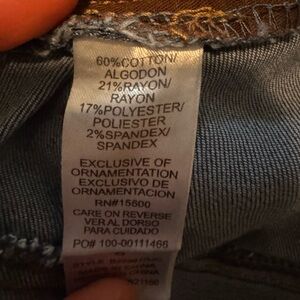 60%COTTON/
ALGODON
21%RAYON/
RAYON
17%POLYESTER/
POLIESTER
2%SPANDEX/
SPANDEX
EXCLUSIVE OF
ORNAMENTATION
EXCLUSIVO DE
ORNAMENTACION
RN#15600
CARE ON REVERSE
VER AL DORSO
PARA CUIDADO
PO# 100-00111466